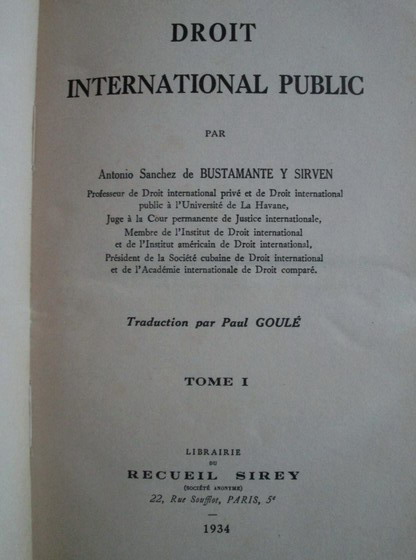 DROIT
INTERNATIONAL PUBLIC
PAR
Antonio Sanchez de BUSTAMANTE Y SIRVEN
Professeur de Droit international privé et de Droit international
public à l'Université de La Havane,
Juge à la Cour permanente de Justice internationale,
Membre de l'Institut de Droit international
et de l'Institut américain de Droit international,
Président de la Société cubaine de Droit international
et de l'Académie internationale de Droit comparé.
Traduction par Paul GOULÉ
TOME I
LIBRAIRIE
DU
RECUEIL SIREY
(SOCIÉTÉ ANONYME)
22, Rue Soufflot, PARIS, 5e
1934